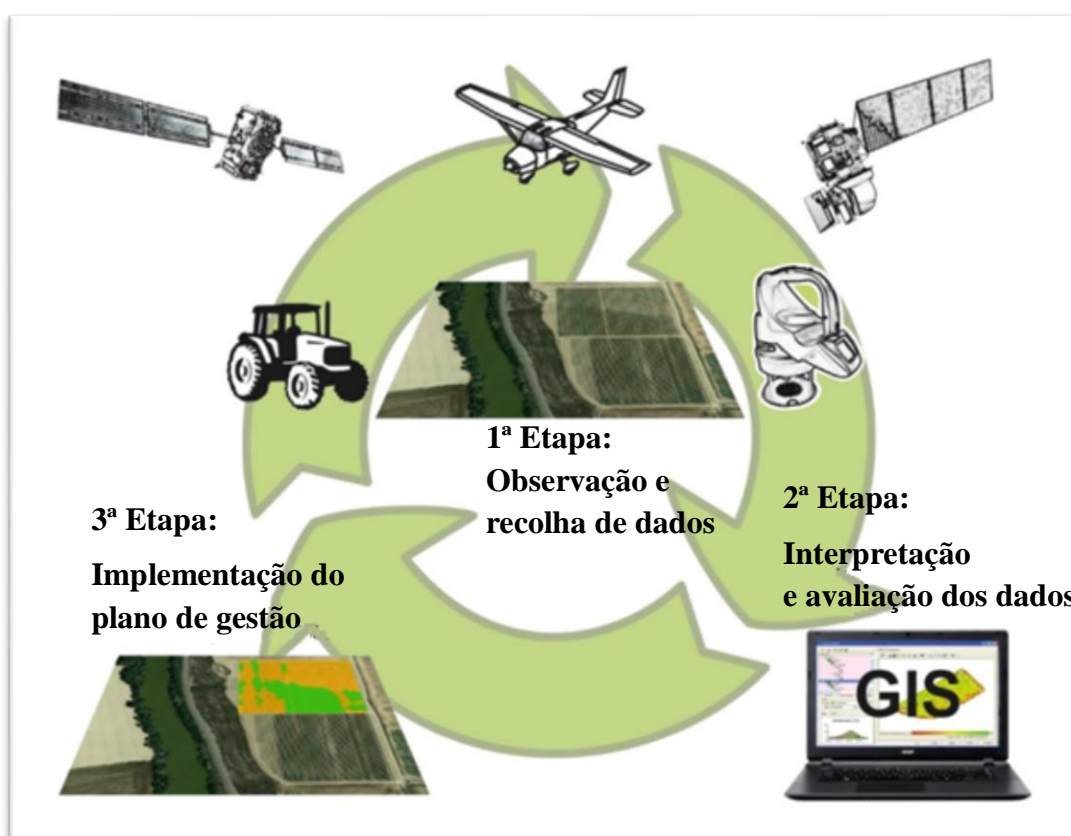 1ª Etapa:
Observação e
recolha de dados
2ª Etapa:
Interpretação
e avaliação dos dados
3ª Etapa:
Implementação do
plano de gestão
GIS